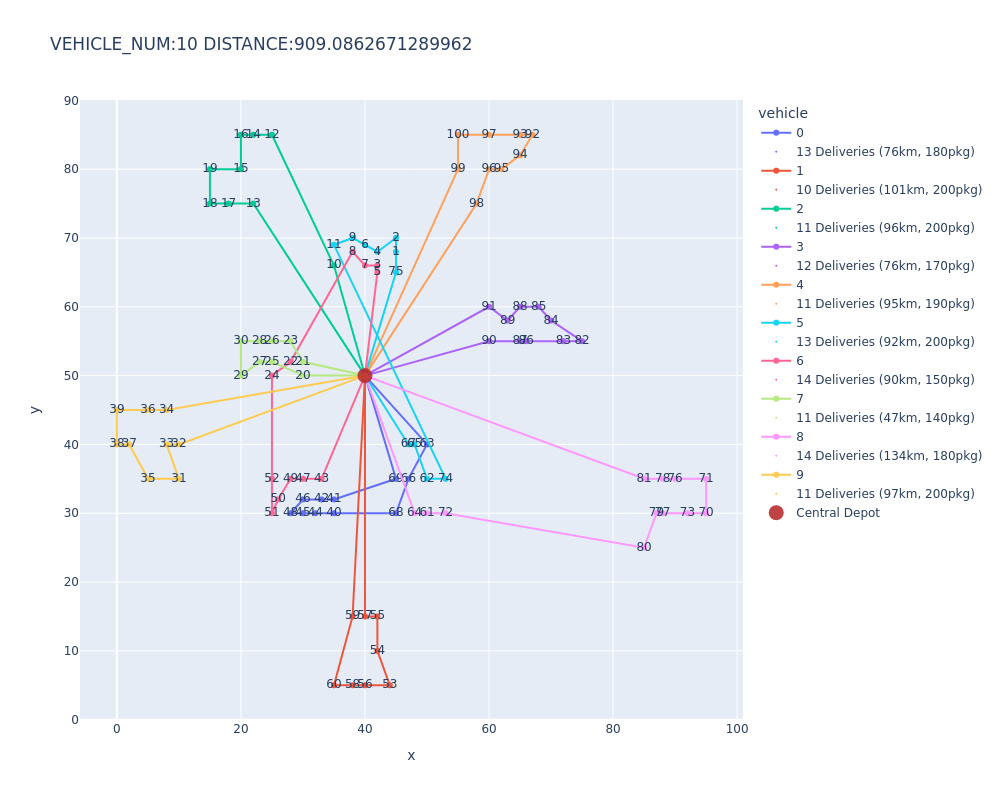 VEHICLE_NUM:10 DISTANCE:909.0862671289962
90
80
70
60
50
40
30
20
10
0
y
0 20 40 60 80 100
x
16 14 12
19 15
18 17 13
100 97 93 92
94
99 96 95
98
11 9 6 2
8 4 1
10 7 3
5 75
91 88 85
89 84
90 87 86 83 82
30 28 26 23
27 25 22 21
29 24 20
39 36 34
38 37 33 32
35 31
67 65 63
52 49 47 43 69 66 62 74
50 46 42 41
51 48 45 44 40 68 64 61 72
81 78 76 71
79 77 73 70
80
59 57 55
54
60 58 56 53
vehicle
0
13 Deliveries (76km, 180pkg)
1
10 Deliveries (101km, 200pkg)
2
11 Deliveries (96km, 200pkg)
3
12 Deliveries (76km, 170pkg)
4
11 Deliveries (95km, 190pkg)
5
13 Deliveries (92km, 200pkg)
6
14 Deliveries (90km, 150pkg)
7
11 Deliveries (47km, 140pkg)
8
14 Deliveries (134km, 180pkg)
9
11 Deliveries (97km, 200pkg)
Central Depot